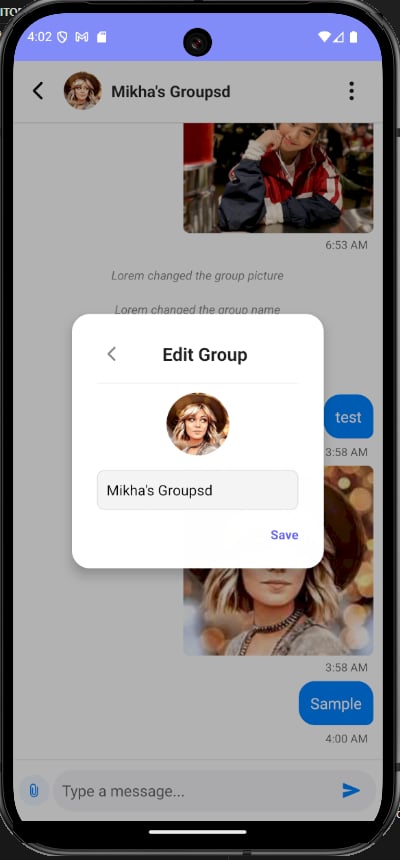 4:02
Mikha's Groupsd
6:53 AM
Lorem changed the group picture
Lorem changed the group name
Edit Group
test
3:58 AM
Mikha's Groupsd
Save
3:58 AM
Sample
4:00 AM
Type a message...